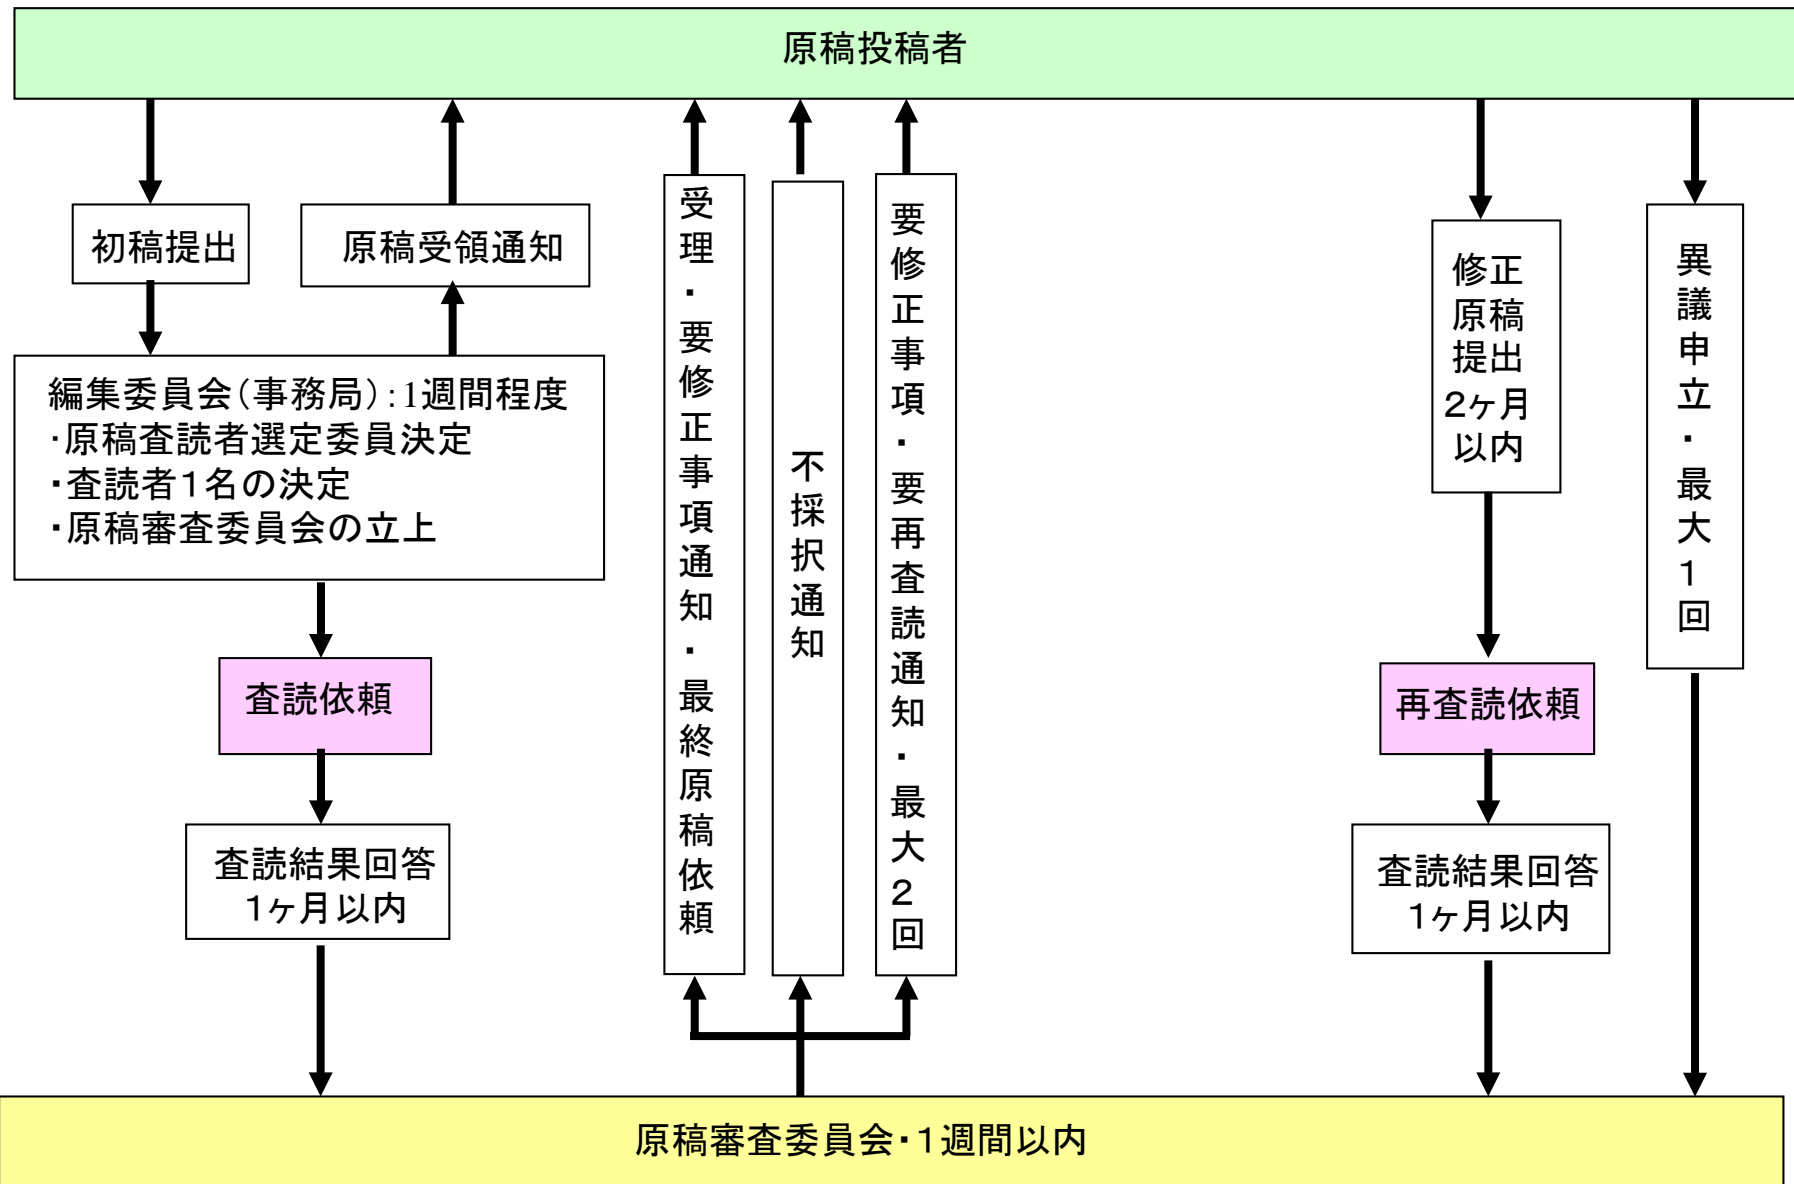 原稿投稿者
初稿提出
原稿受領通知
編集委員会（事務局）：1週間程度
・原稿査読者選定委員決定
・査読者１名の決定
・原稿審査委員会の立上
査読依頼
査読結果回答
１ヶ月以内
受理・要修正事項通知・最終原稿依頼
不採択通知
要修正事項・要再査読通知・最大２回
修正
原稿
提出
２ヶ月
以内
再査読依頼
査読結果回答
１ヶ月以内
異議申立・最大１回
原稿審査委員会・１週間以内